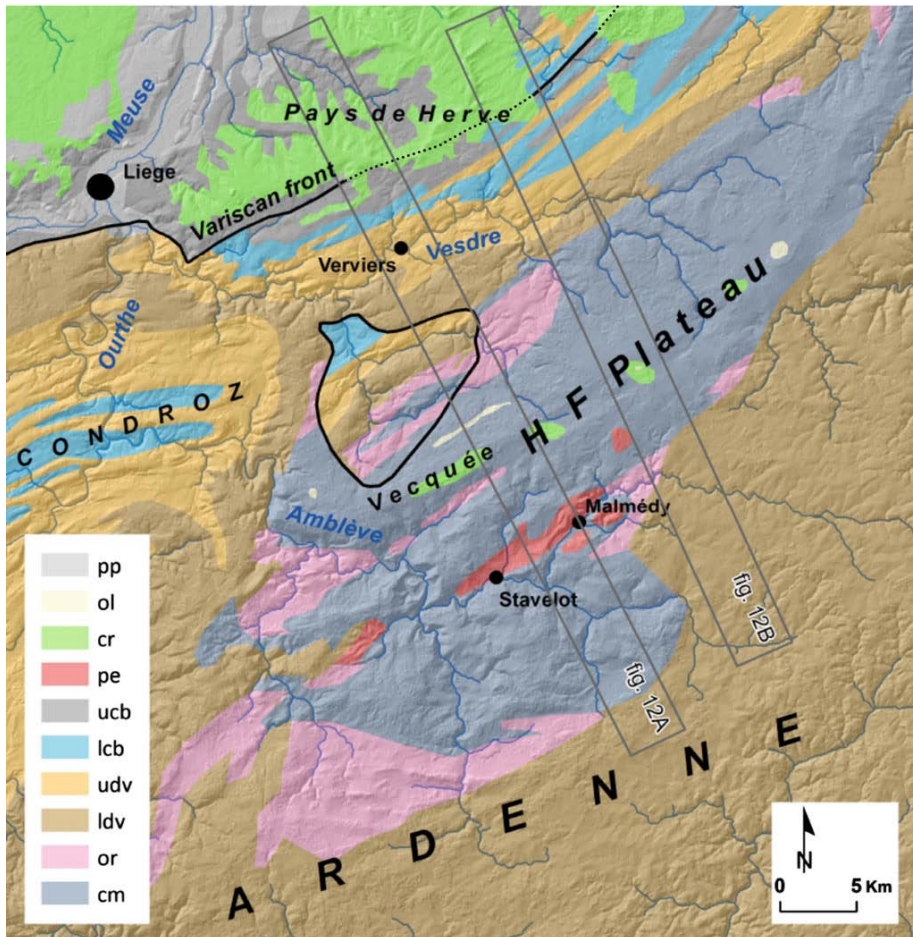 Meuse
Pays de Herve
Liege
Variscan front
Verviers
Vesdre
Ourthe
CONDROZ
HF Plateau
Vecquée
Amblève
Malmédy
Stavelot
fig. 12B
fig. 12A
ARDENNE
pp
ol
cr
pe
ucb
lcb
udv
ldv
or
cm
N
0 5 Km